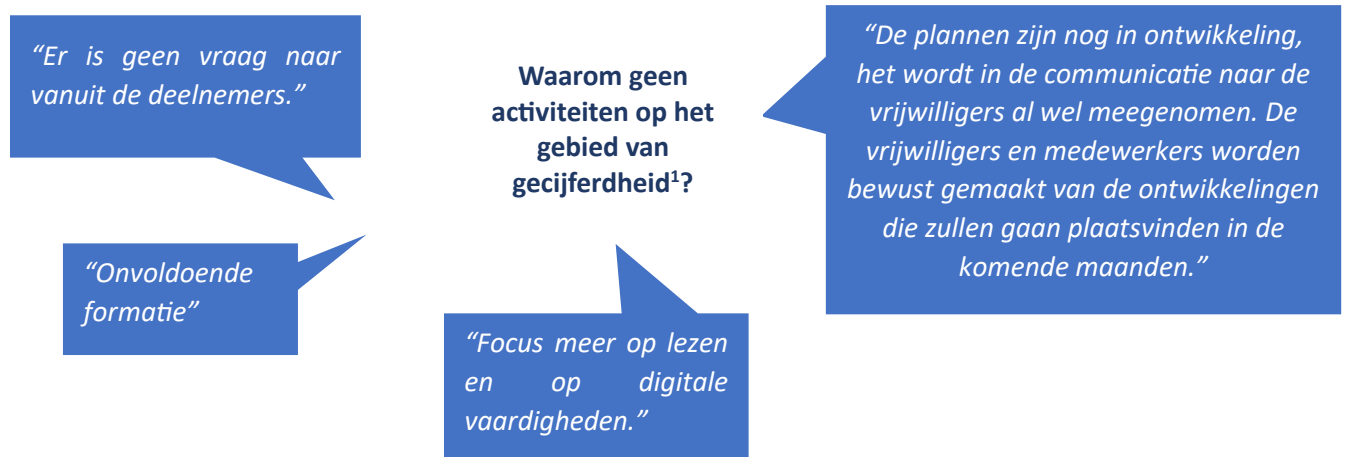 “Er is geen vraag naar
vanuit de deelnemers.”
Waarom geen
activiteiten op het
gebied van
gecijferdheid¹?
“De plannen zijn nog in ontwikkeling,
het wordt in de communicatie naar de
vrijwilligers al wel meegenomen. De
vrijwilligers en medewerkers worden
bewust gemaakt van de ontwikkelingen
die zullen gaan plaatsvinden in de
komende maanden.”
“Onvoldoende
formatie”
“Focus meer op lezen
en op digitale
vaardigheden.”